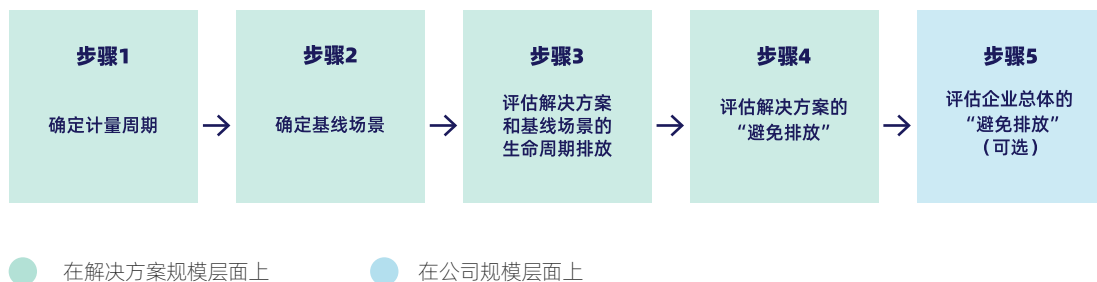 步骤1
确定计量周期
步骤2
确定基线场景
步骤3
评估解决方案
和基线场景的
生命周期排放
步骤4
评估解决方案的
“避免排放”
步骤5
评估企业总体的
“避免排放”
(可选)
在解决方案规模层面上
在公司规模层面上